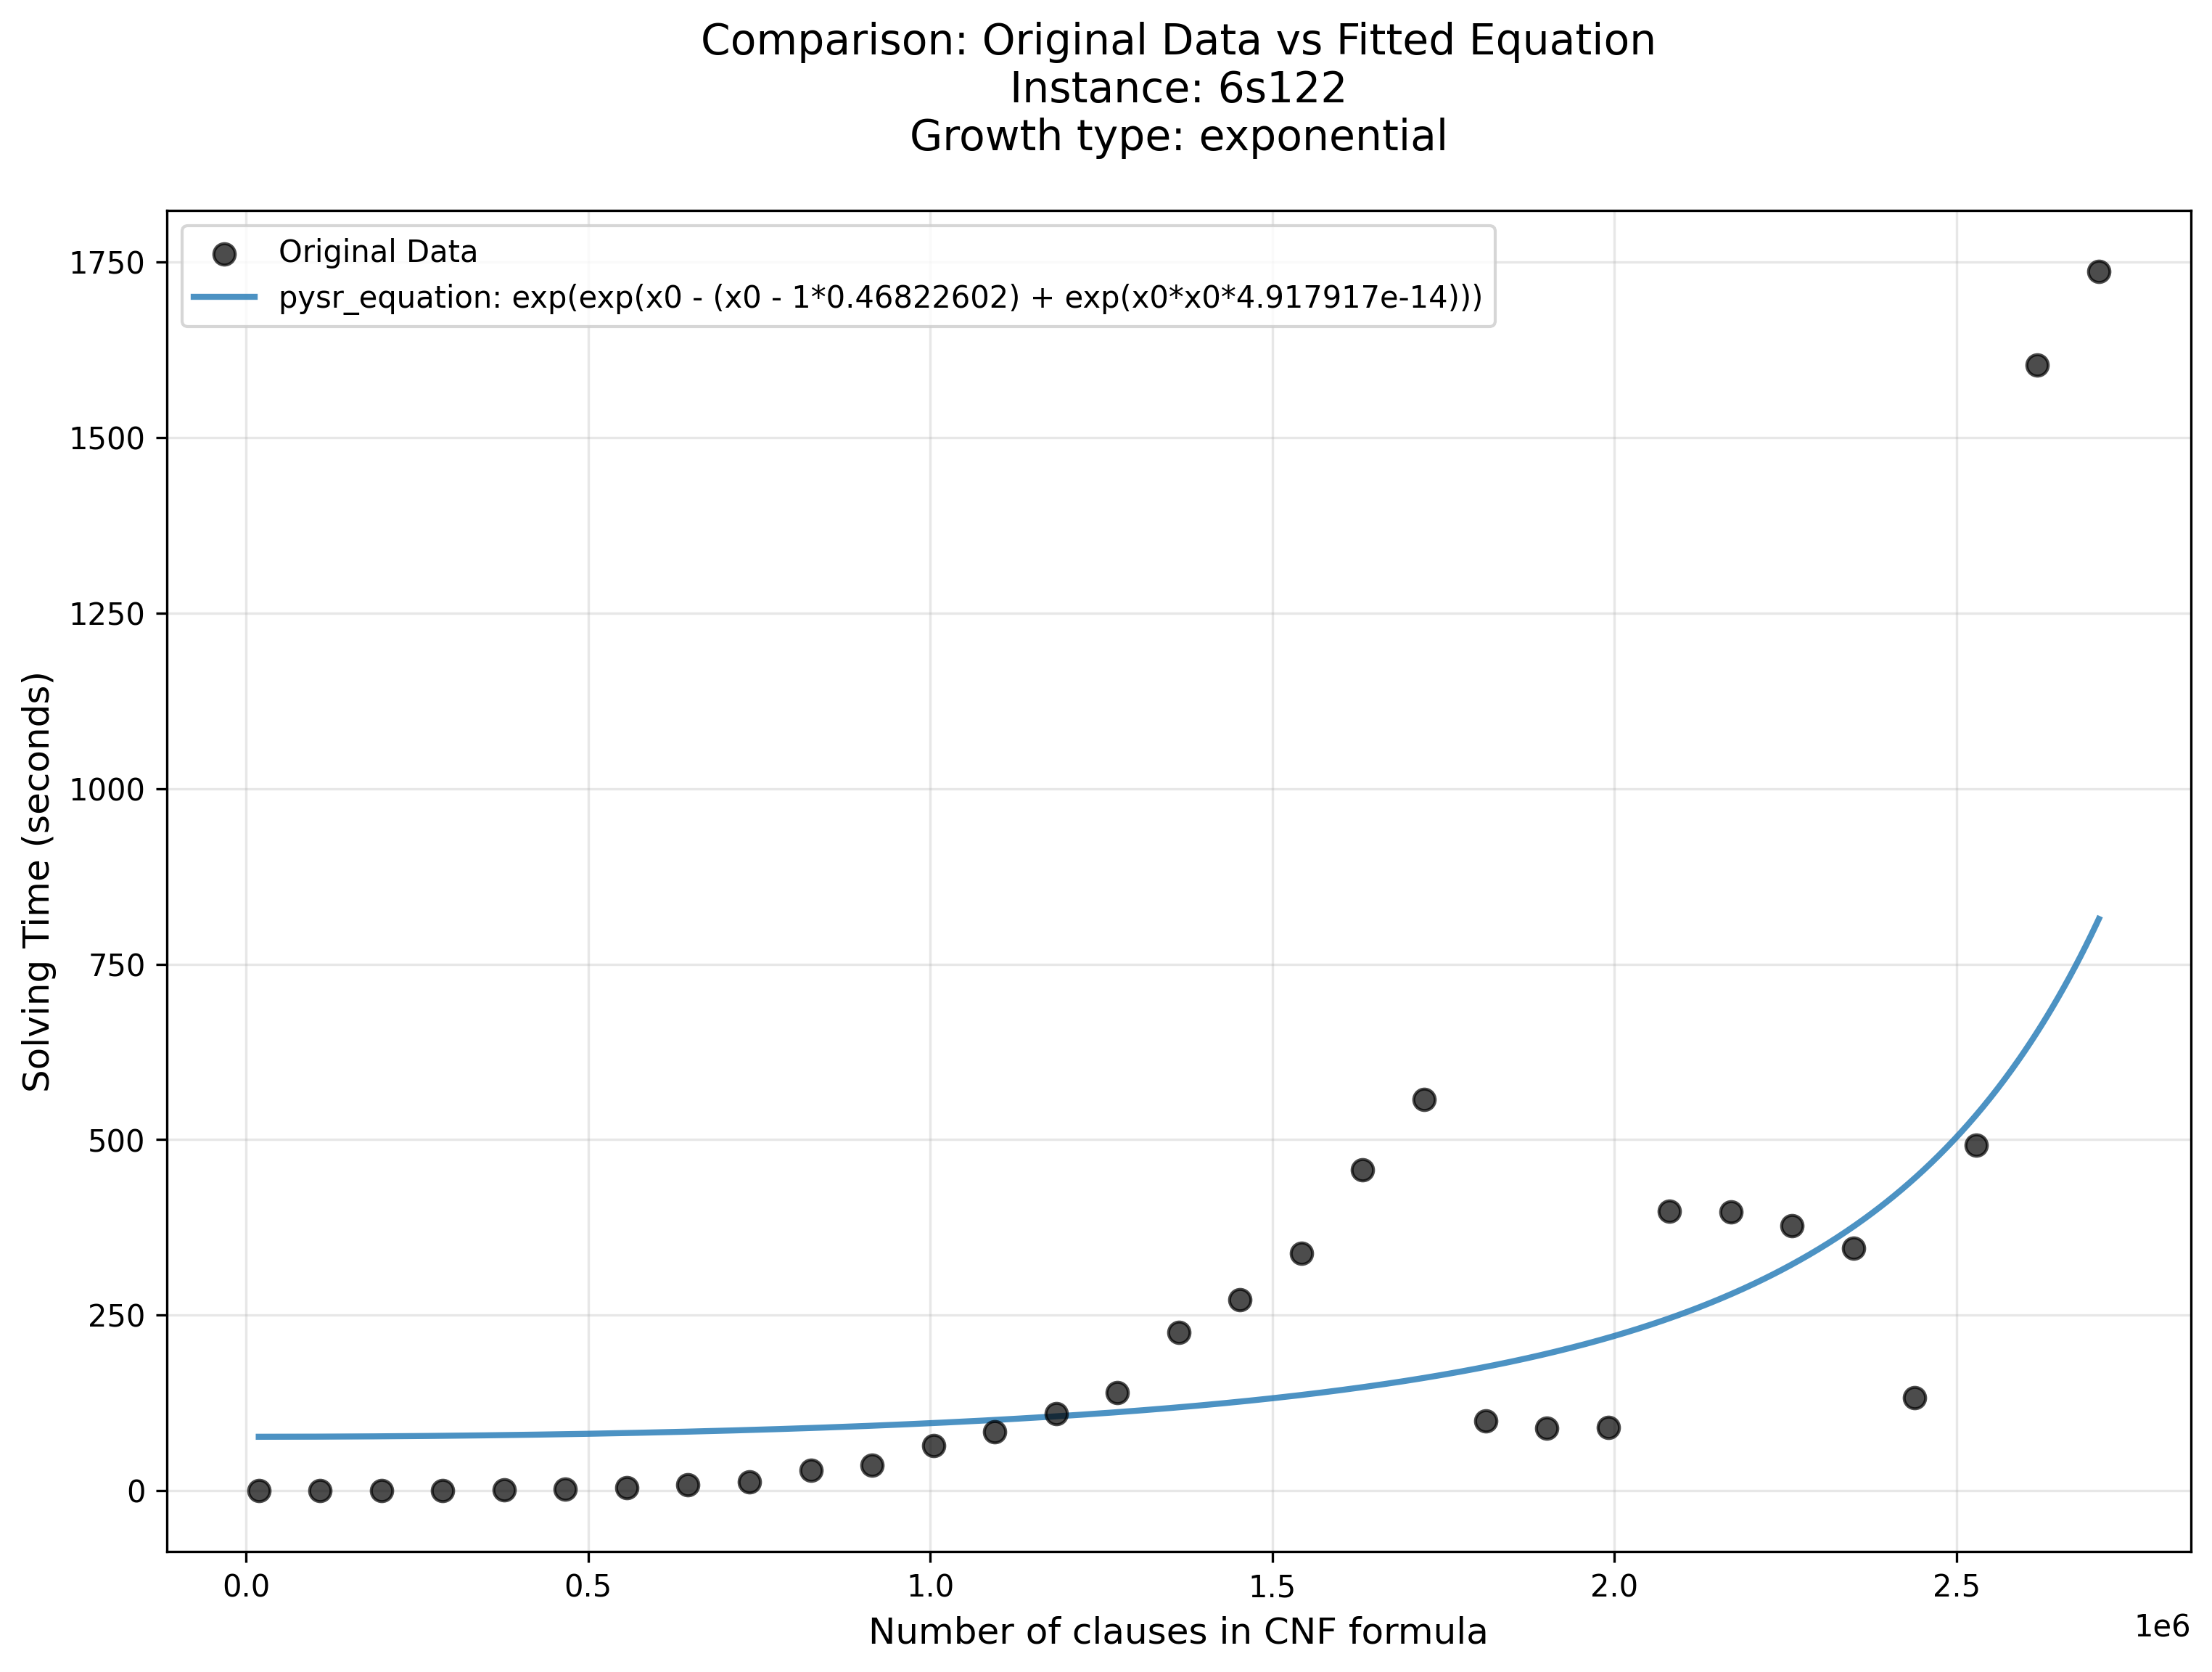 Comparison: Original Data vs Fitted Equation
Instance: 6s122
Growth type: exponential
Original Data
pysr_equation: exp(exp(x0 - (x0 - 1*0.46822602) + exp(x0*x0*4.917917e-14)))
1750
1500
1250
1000
750
500
250
0
Solving Time (seconds)
0.0 0.5 1.0 1.5 2.0 2.5
1e6
Number of clauses in CNF formula